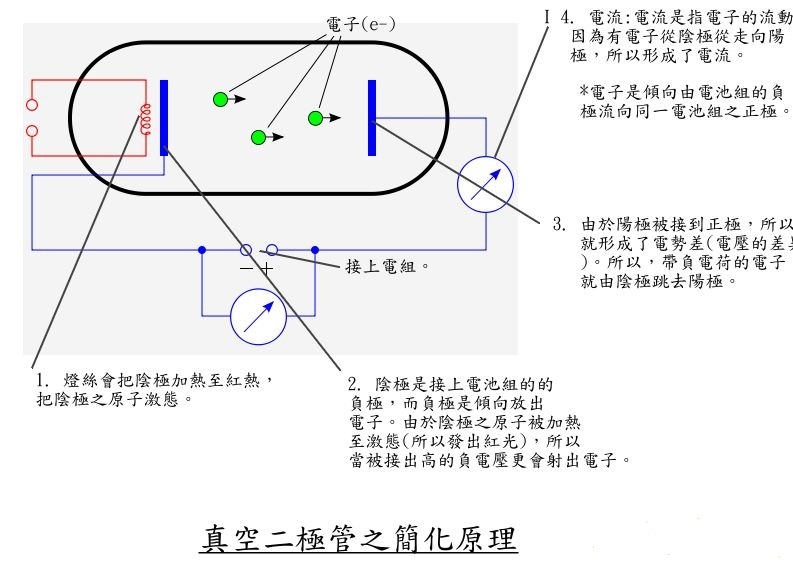 電子(e-)
I 4. 電流:電流是指電子的流動
因為有電子從陰極從走向陽
極，所以形成了電流。
*電子是傾向由電池組的負
極流向同一電池組之正極。
3. 由於陽極被接到正極，所以
就形成了電勢差(電壓的差異
)。所以，帶負電荷的電子
就由陰極跳去陽極。
接上電組。
− +
1. 燈絲會把陰極加熱至紅熱，
把陰極之原子激態。
2. 陰極是接上電池組的的
負極，而負極是傾向放出
電子。由於陰極之原子被加熱
至激態(所以發出紅光)，所以
當被接出高的負電壓更會射出電子。
真空二極管之簡化原理